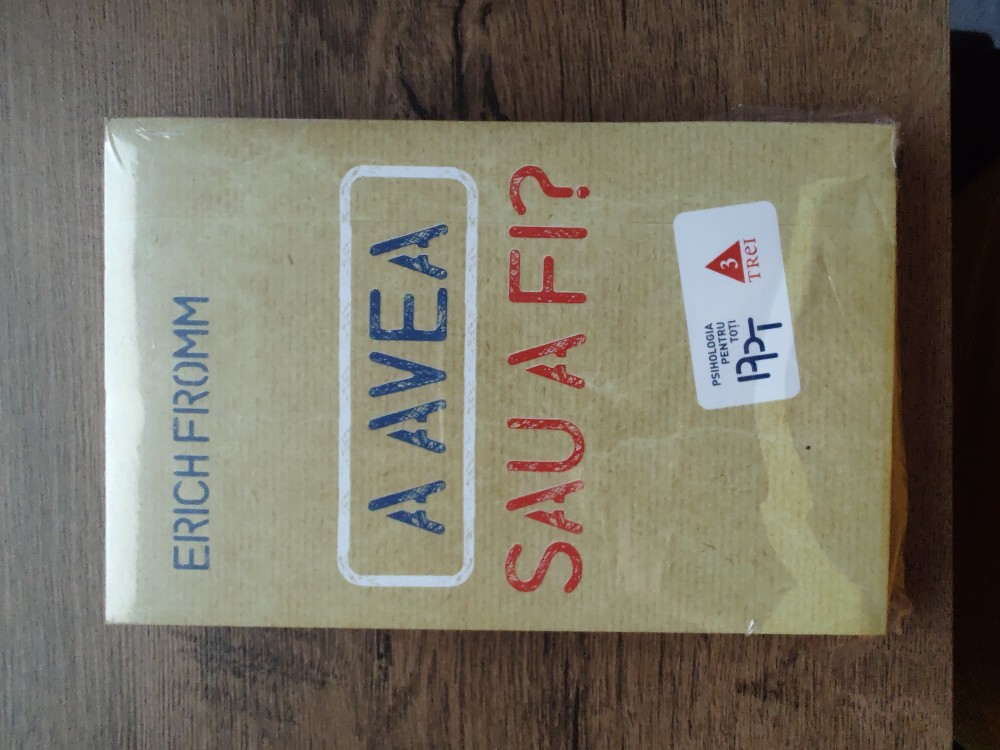 ERICH FROMM
A AVEA
SAU A FI?
PSIHOLOGIA
PENTRU
TOȚI
PPT
3
TREI